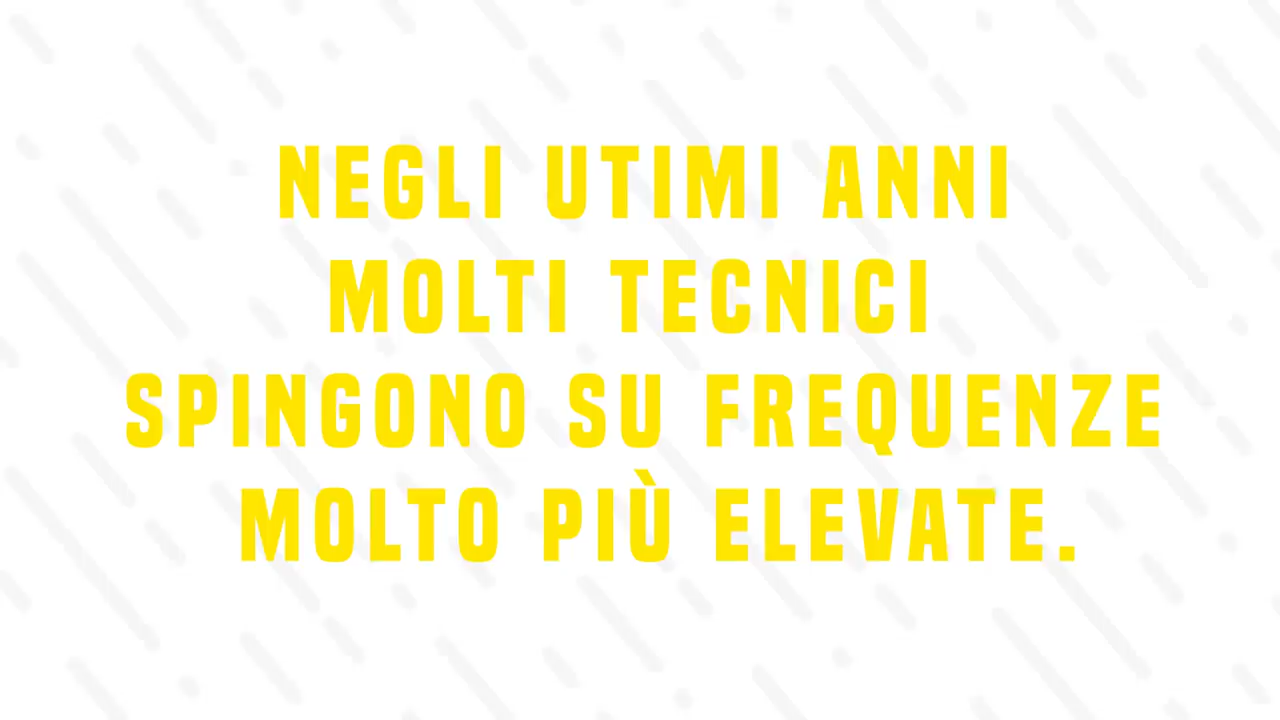 NEGLI UTIMI ANNI
MOLTI TECNICI
SPINGONO SU FREQUENZE
MOLTO PIÙ ELEVATE.